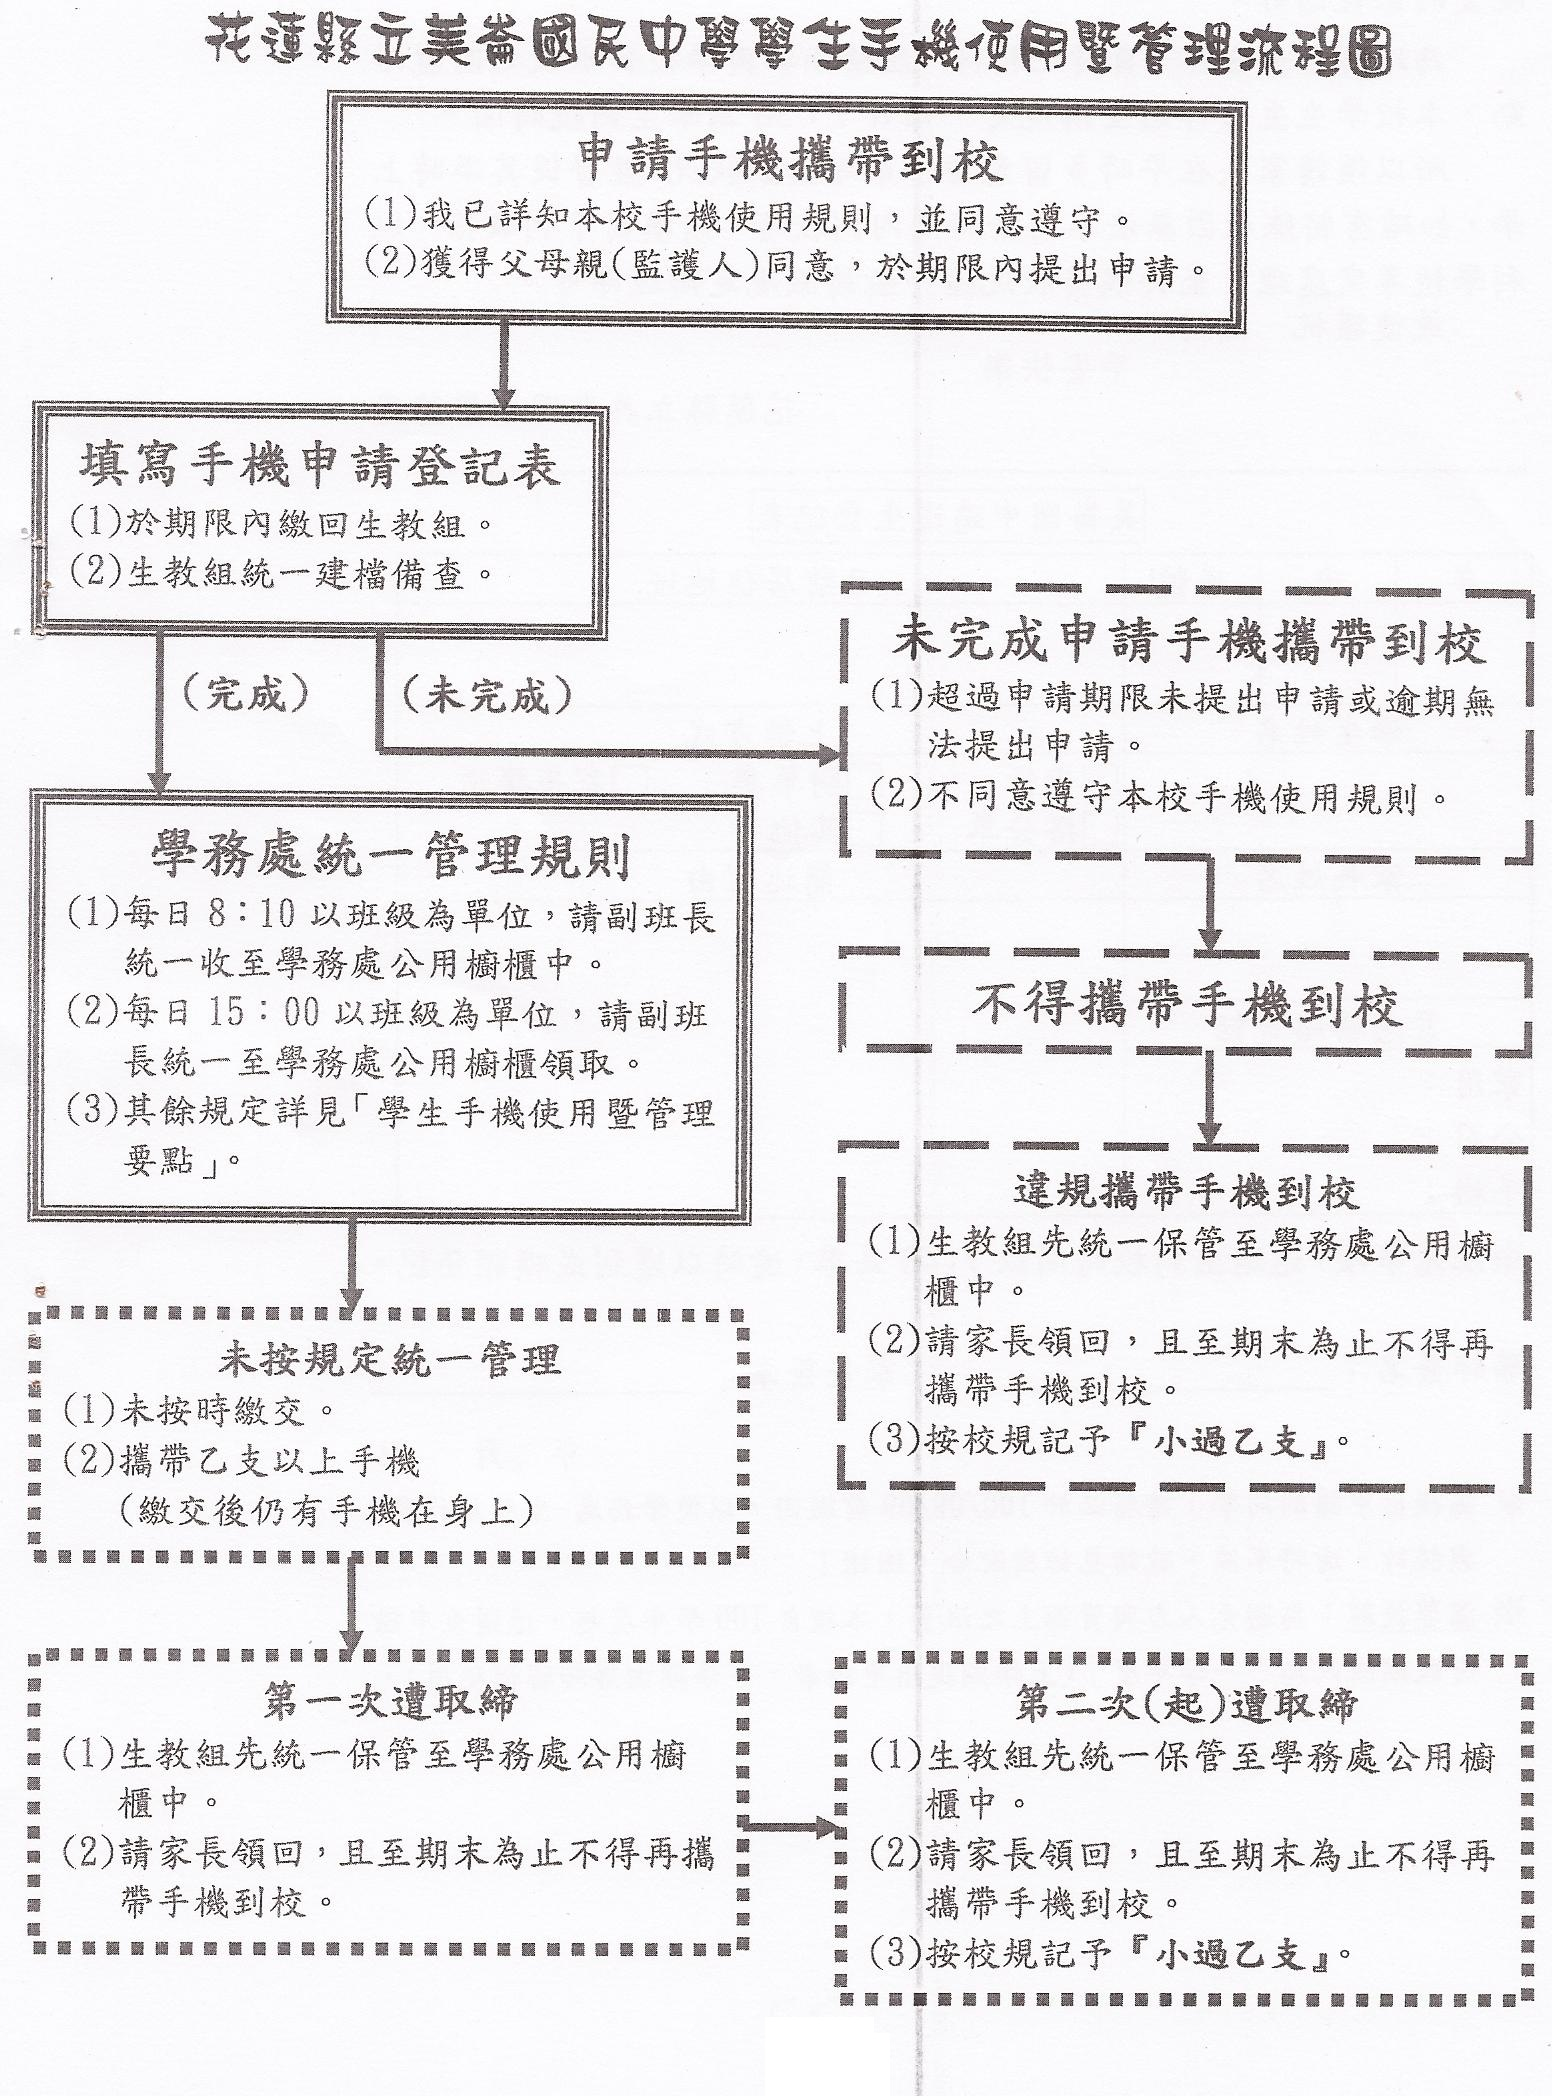 花蓮縣立美崙國民中學學生手機使用暨管理流程圖
申請手機攜帶到校
(1)我已詳知本校手機使用規則，並同意遵守。
(2)獲得父母親(監護人)同意，於期限內提出申請。
填寫手機申請登記表
(1)於期限內繳回生教組。
(2)生教組統一建檔備查。
（完成）
（未完成）
未完成申請手機攜帶到校
(1)超過申請期限未提出申請或逾期無
法提出申請。
(2)不同意遵守本校手機使用規則。
學務處統一管理規則
(1)每日 8：10 以班級為單位，請副班長
統一收至學務處公用櫥櫃中。
(2)每日 15：00 以班級為單位，請副班
長統一至學務處公用櫥櫃領取。
(3)其餘規定詳見「學生手機使用暨管理
要點」。
不得攜帶手機到校
違規攜帶手機到校
(1)生教組先統一保管至學務處公用櫥
櫃中。
(2)請家長領回，且至期末為止不得再
攜帶手機到校。
(3)按校規記予『小過乙支』。
未按規定統一管理
(1)未按時繳交。
(2)攜帶乙支以上手機
（繳交後仍有手機在身上）
第一次遭取締
(1)生教組先統一保管至學務處公用櫥
櫃中。
(2)請家長領回，且至期末為止不得再攜
帶手機到校。
第二次(起)遭取締
(1)生教組先統一保管至學務處公用櫥
櫃中。
(2)請家長領回，且至期末為止不得再
攜帶手機到校。
(3)按校規記予『小過乙支』。